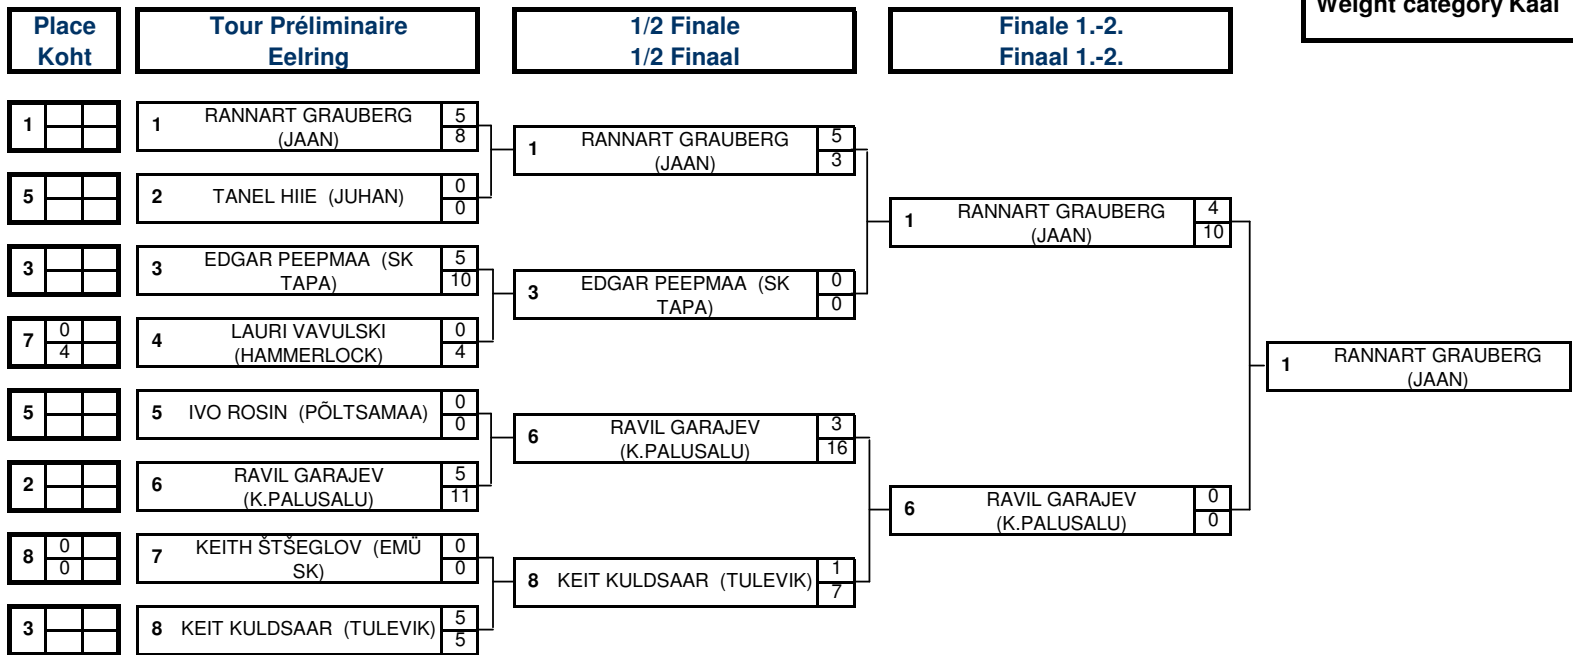 Weight category Kaal
Place
Koht
Tour Préliminaire
Eelring
1/2 Finale
1/2 Finaal
Finale 1.-2.
Finaal 1.-2.
1
1
RANNART GRAUBERG
(JAAN)
5
8
5
2
TANEL HIIE (JUHAN)
0
0
3
3
EDGAR PEEPMAA (SK
TAPA)
5
10
7
0
4
4
LAURI VAVULSKI
(HAMMERLOCK)
0
4
5
5
IVO ROSIN (PÕLTSAMAA)
0
0
2
6
RAVIL GARAJEV
(K.PALUSALU)
5
11
8
0
0
7
KEITH ŠTŠEGLOV (EMÜ
SK)
0
0
3
8
KEIT KULDSAAR (TULEVIK)
5
5
1
RANNART GRAUBERG
(JAAN)
5
3
3
EDGAR PEEPMAA (SK
TAPA)
0
0
6
RAVIL GARAJEV
(K.PALUSALU)
3
16
8
KEIT KULDSAAR (TULEVIK)
1
7
1
RANNART GRAUBERG
(JAAN)
4
10
6
RAVIL GARAJEV
(K.PALUSALU)
0
0
1
RANNART GRAUBERG
(JAAN)